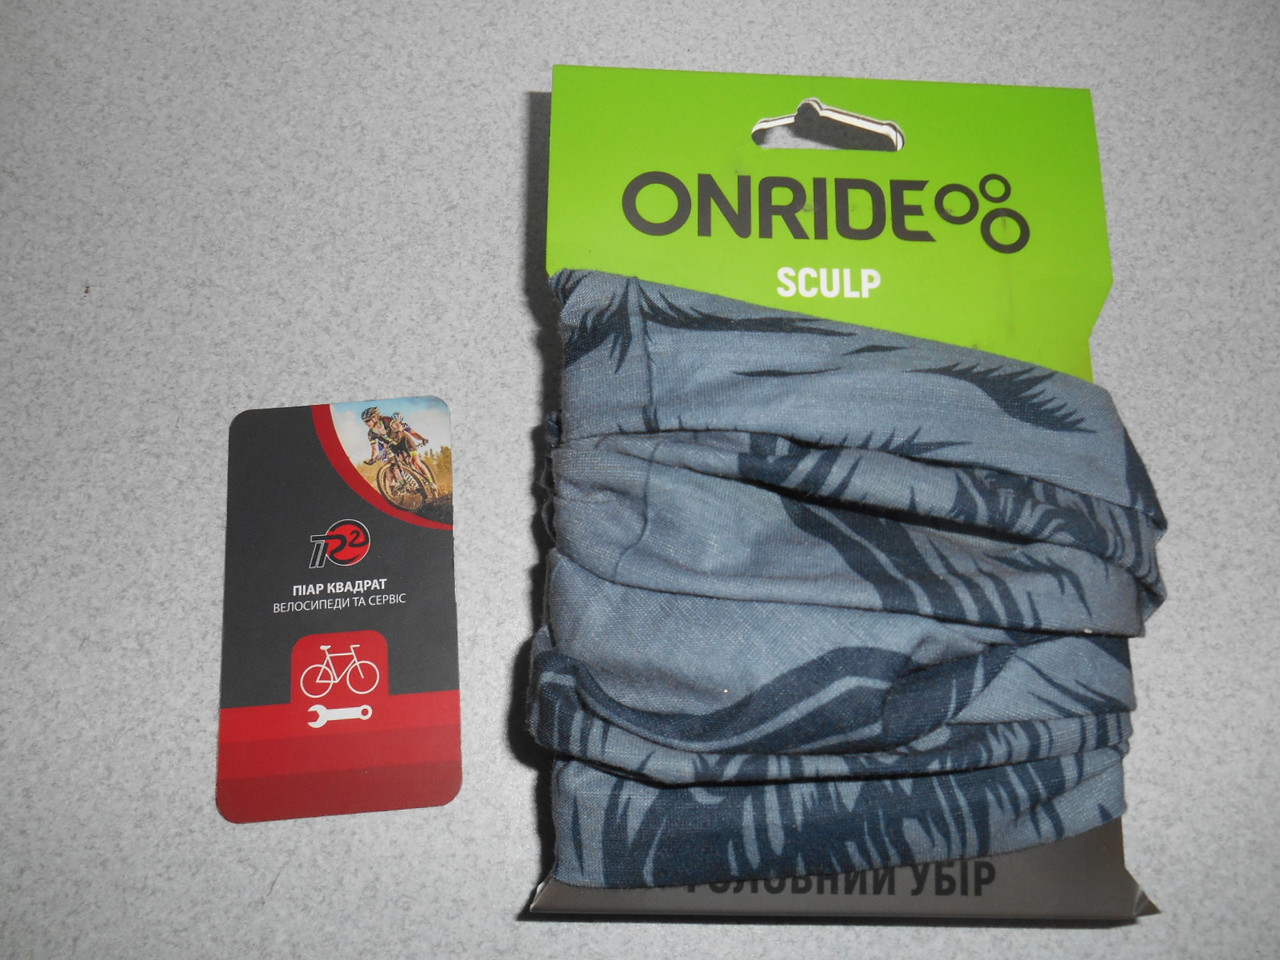 ONRIDE
SCULP
ГОЛОВНИЙ УБІР
ПІАР КВАДРАТ
ВЕЛОСИПЕДИ ТА СЕРВІС